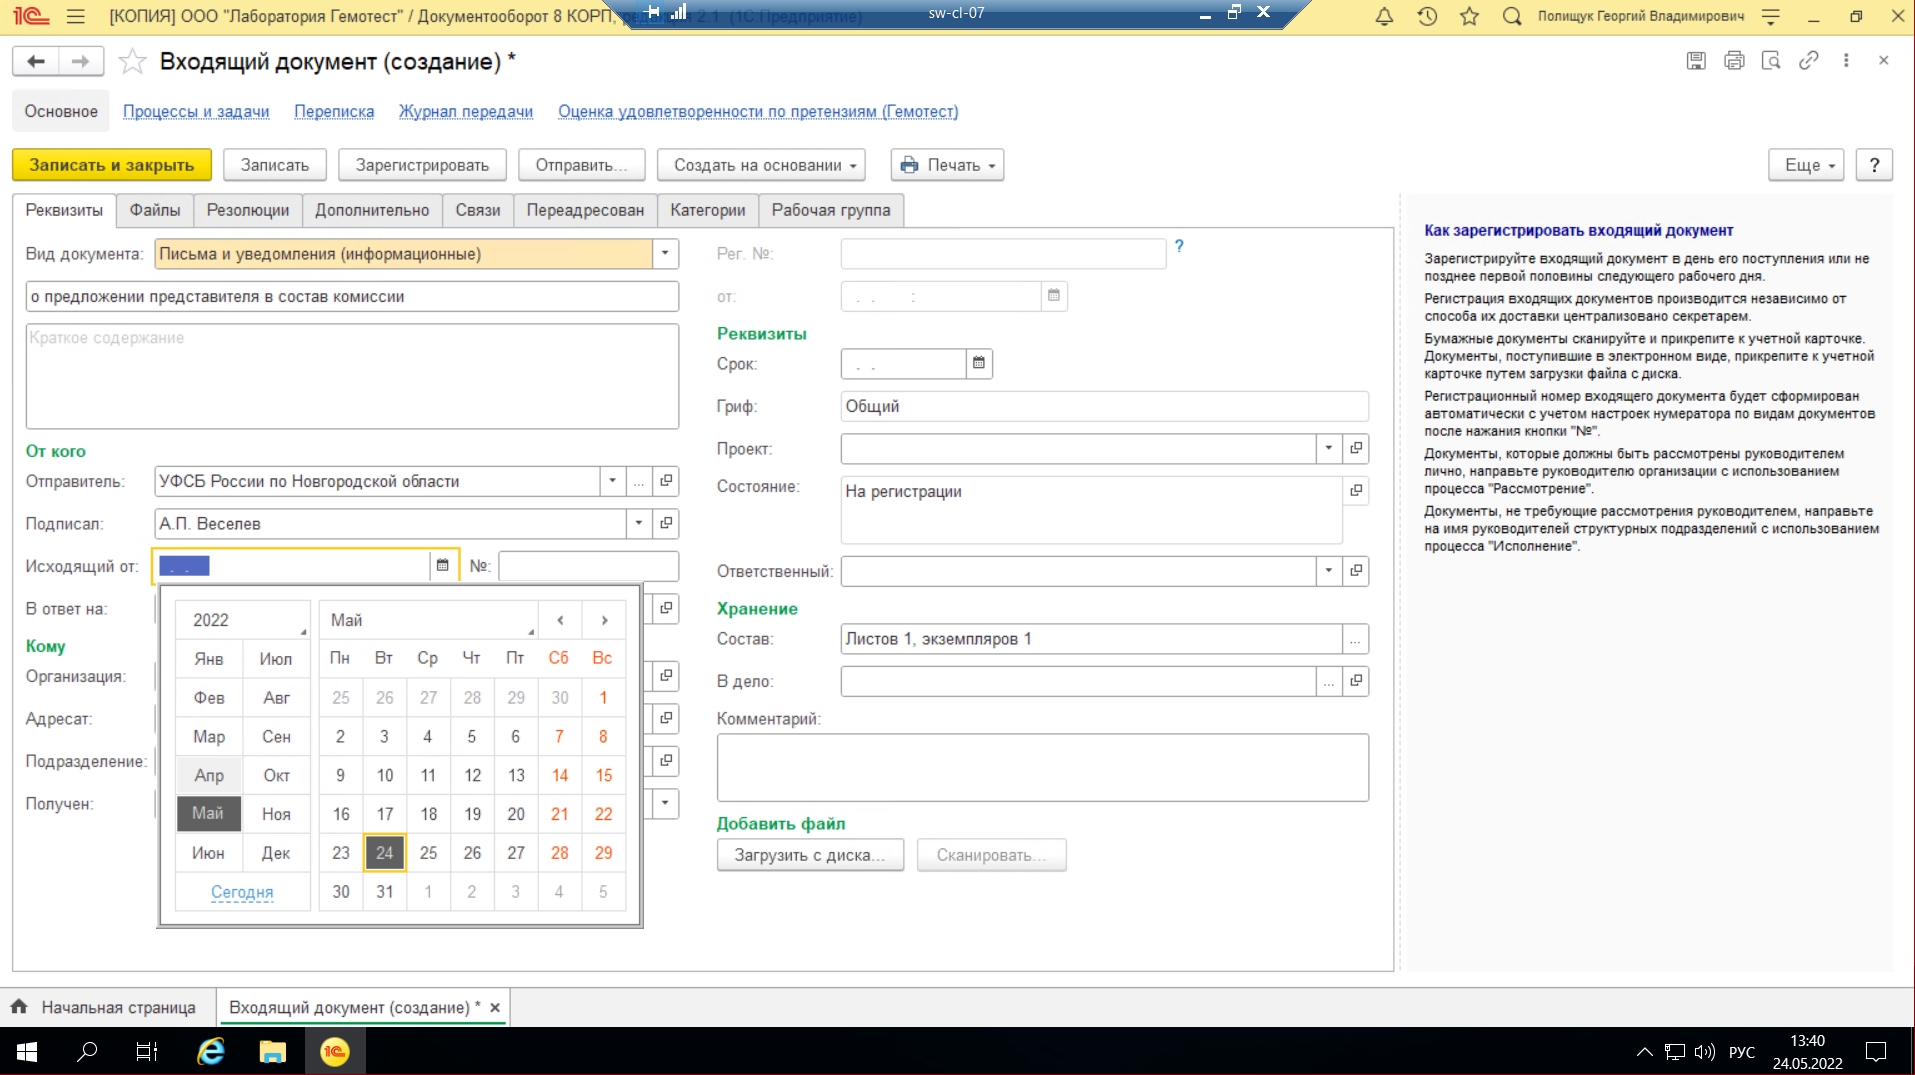 [КОПИЯ] ООО "Лаборатория Гемотест" / Документооборот 8 КОРП, редакция 2.1 (1С:Предприятие)
sw-cl-07
Полищук Георгий Владимирович
Входящий документ (создание) *
Основное
Процессы и задачи
Переписка
Журнал передачи
Оценка удовлетворенности по претензиям (Гемотест)
Записать и закрыть
Записать
Зарегистрировать
Отправить...
Создать на основании
Печать
Еще
?
Реквизиты
Файлы
Резолюции
Дополнительно
Связи
Переадресован
Категории
Рабочая группа
Вид документа: Письма и уведомления (информационные)
о предложении представителя в состав комиссии
Краткое содержание
От кого
Отправитель: УФСБ России по Новгородской области
Подписал: А.П. Веселев
Исходящий от: . . №:
В ответ на:
Кому
Организация:
Адресат:
Подразделение:
Получен:
2022 Май
Янв Июл
Фев Авг
Мар Сен
Апр Окт
Май Ноя
Июн Дек
Сегодня
Пн Вт Ср Чт Пт Сб Вс
25 26 27 28 29 30 1
2 3 4 5 6 7 8
9 10 11 12 13 14 15
16 17 18 19 20 21 22
23 24 25 26 27 28 29
30 31 1 2 3 4 5
Рег. №: ?
от: . . :
Реквизиты
Срок: . .
Гриф: Общий
Проект:
Состояние: На регистрации
Ответственный:
Хранение
Состав: Листов 1, экземпляров 1
В дело:
Комментарий:
Добавить файл
Загрузить с диска...
Сканировать...
Как зарегистрировать входящий документ
Зарегистрируйте входящий документ в день его поступления или не
позднее первой половины следующего рабочего дня.
Регистрация входящих документов производится независимо от
способа их доставки централизовано секретарем.
Бумажные документы сканируйте и прикрепите к учетной карточке.
Документы, поступившие в электронном виде, прикрепите к учетной
карточке путем загрузки файла с диска.
Регистрационный номер входящего документа будет сформирован
автоматически с учетом настроек нумератора по видам документов
после нажания кнопки "№".
Документы, которые должны быть рассмотрены руководителем
лично, направьте руководителю организации с использованием
процесса "Рассмотрение".
Документы, не требующие рассмотрения руководителем, направьте
на имя руководителей структурных подразделений с использованием
процесса "Исполнение".
Начальная страница
Входящий документ (создание) *
РУС
13:40
24.05.2022